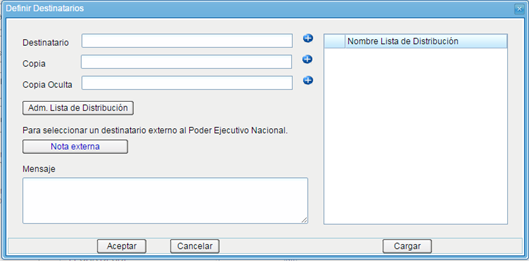 Definir Destinatarios
Destinatario
Copia
Copia Oculta
Adm. Lista de Distribución
Para seleccionar un destinatario externo al Poder Ejecutivo Nacional.
Nota externa
Mensaje
Nombre Lista de Distribución
Aceptar
Cancelar
Cargar